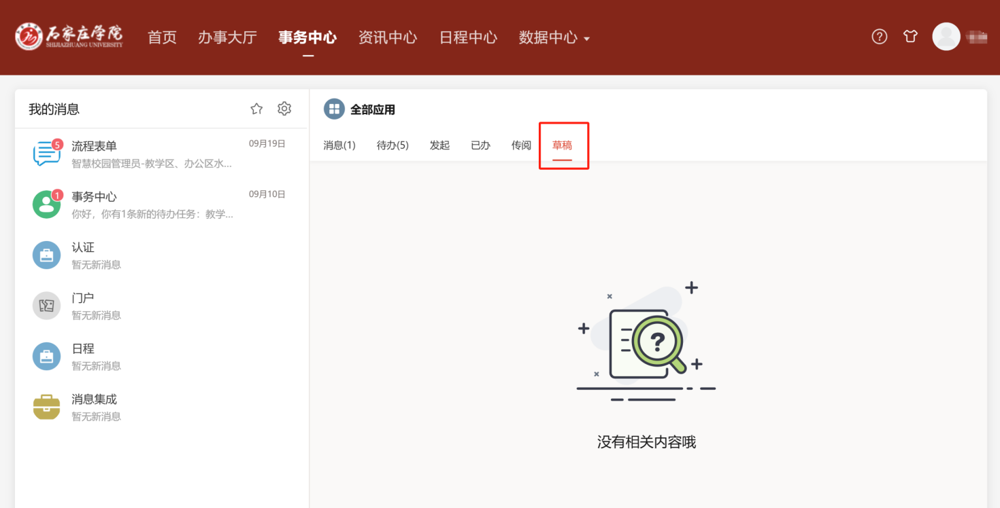 石家庄学院
SHIJIAZHUANG UNIVERSITY
首页 办事大厅 事务中心 资讯中心 日程中心 数据中心
我的消息
5
流程表单
09月19日
智慧校园管理员-教学区、办公区水...
1
事务中心
09月10日
你好，你有1条新的待办任务：教学...
认证
暂无新消息
门户
暂无新消息
日程
暂无新消息
消息集成
暂无新消息
全部应用
消息(1) 待办(5) 发起 已办 传阅 草稿
没有相关内容哦